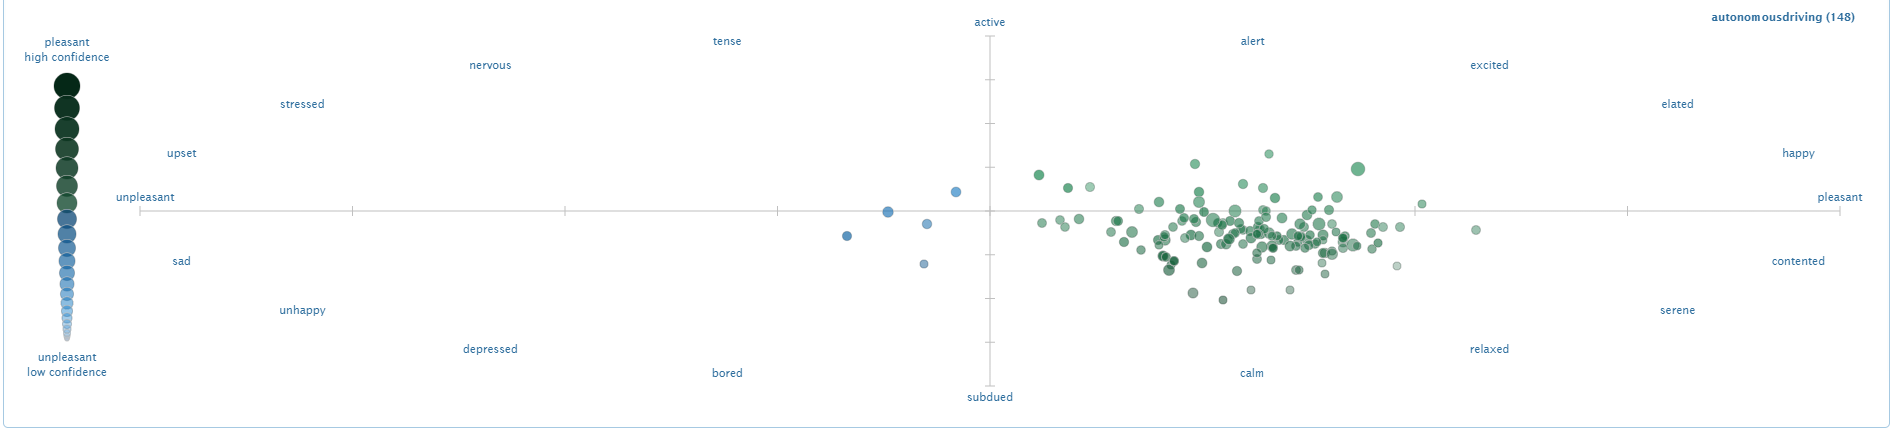 active
autonomousdriving (148)
pleasant
high confidence
tense
alert
nervous
excited
stressed
elated
upset
happy
unpleasant
pleasant
sad
contented
unhappy
serene
depressed
relaxed
unpleasant
low confidence
bored
calm
subdued